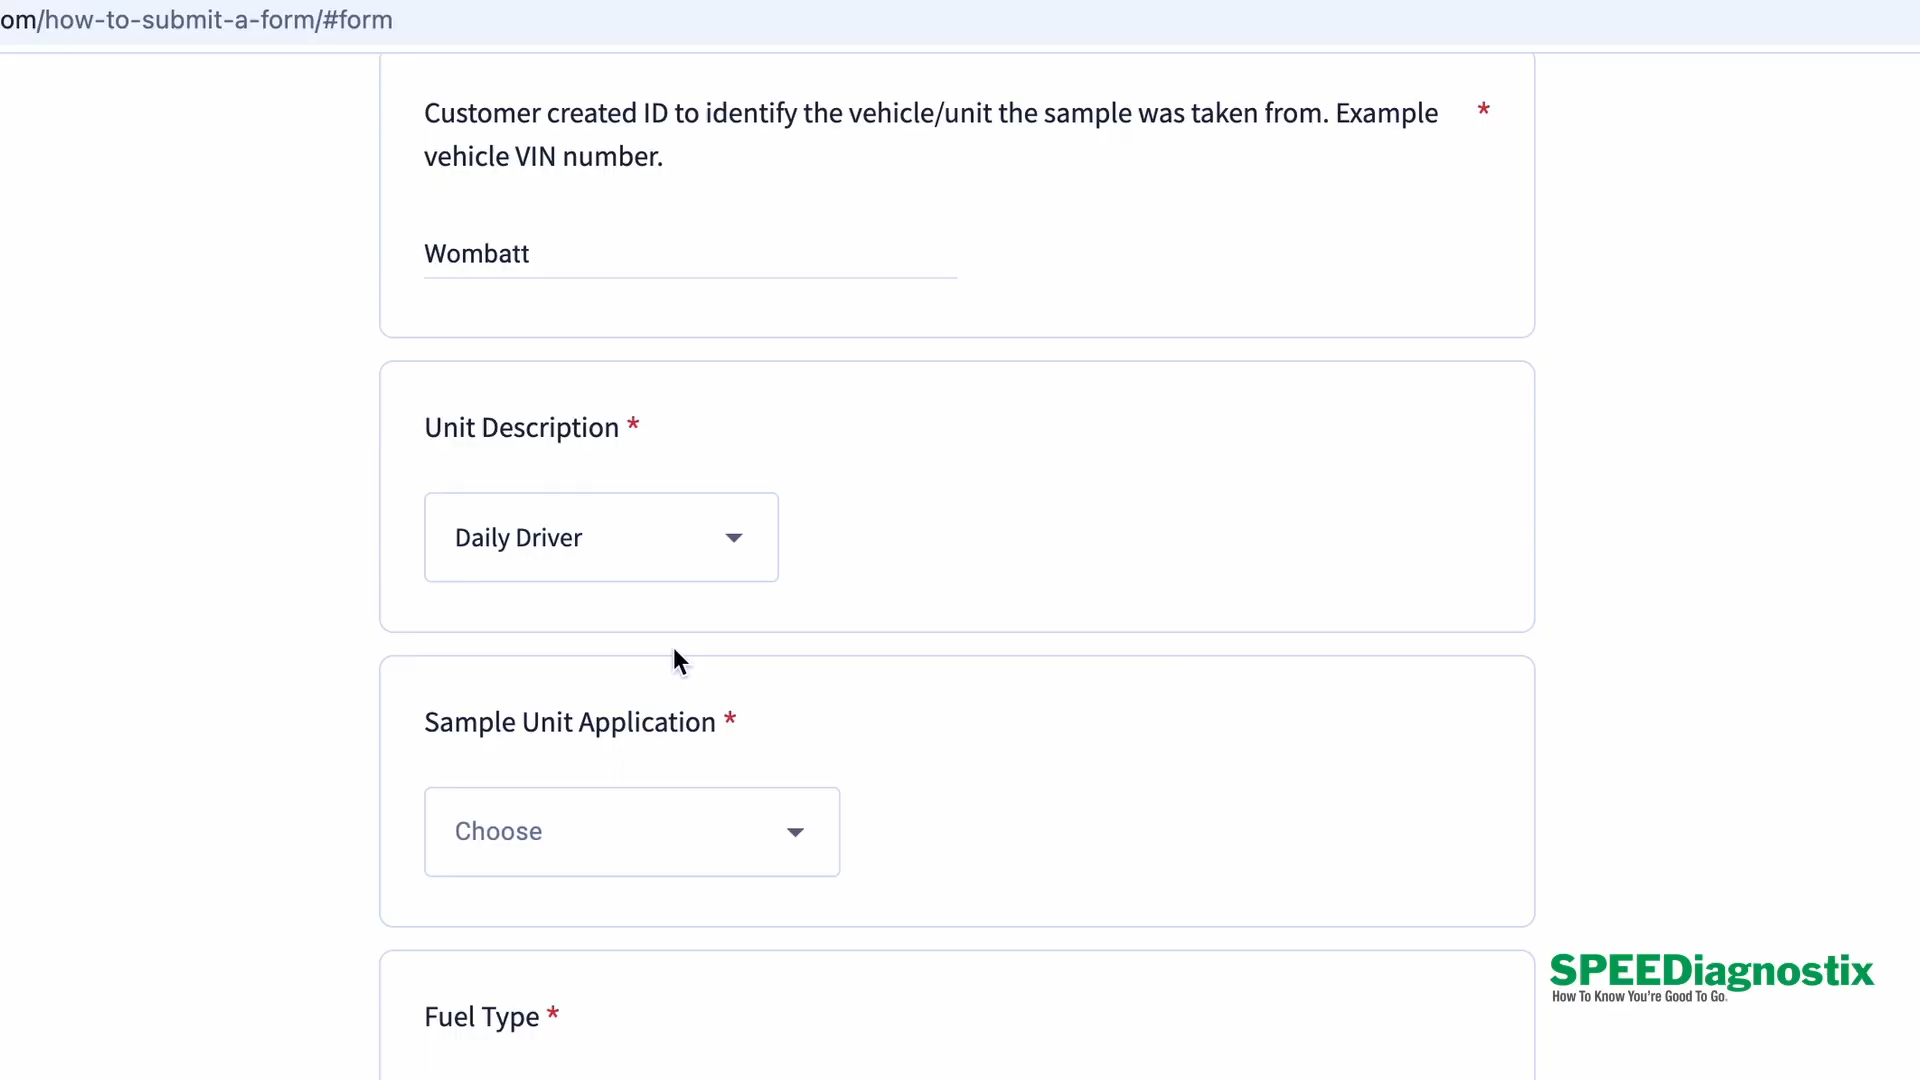 om/how-to-submit-a-form/#form
Customer created ID to identify the vehicle/unit the sample was taken from. Example *
vehicle VIN number.
Wombatt
Unit Description *
Daily Driver
Sample Unit Application *
Choose
Fuel Type *
SPEEDiagnostix
How To Know You're Good To Go.